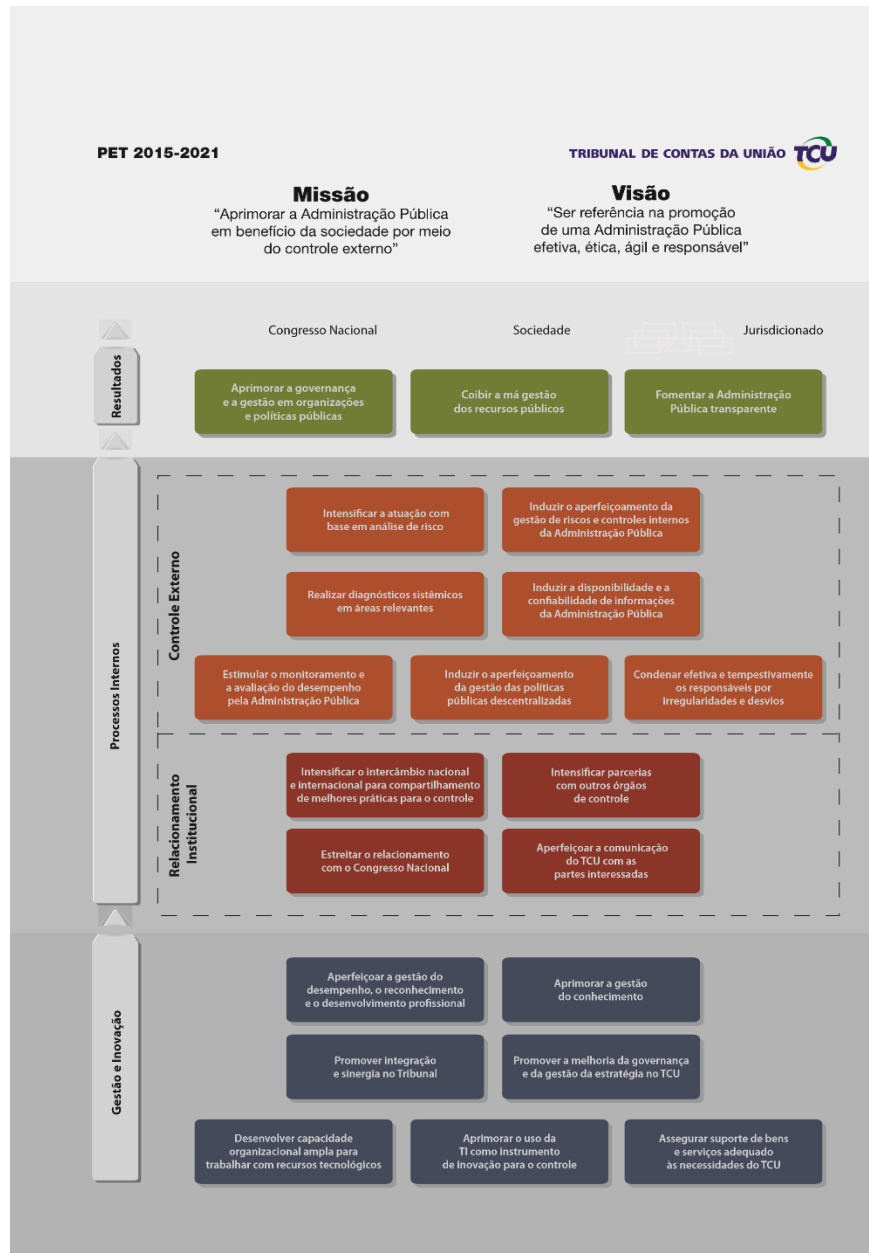 PET 2015-2021
TRIBUNAL DE CONTAS DA UNIÃO TCU
Missão
"Aprimorar a Administração Pública
em benefício da sociedade por meio
do controle externo"
Visão
"Ser referência na promoção
de uma Administração Pública
efetiva, ética, ágil e responsável"
Resultados
Congresso Nacional
Sociedade
Jurisdicionado
Aprimorar a governança
e a gestão em organizações
e políticas públicas
Coibir a má gestão
dos recursos públicos
Fomentar a Administração
Pública transparente
Processos Internos
Controle Externo
Intensificar a atuação com
base em análise de risco
Induzir o aperfeiçoamento da
gestão de riscos e controles internos
da Administração Pública
Realizar diagnósticos sistêmicos
em áreas relevantes
Induzir a disponibilidade e a
confiabilidade de informações
da Administração Pública
Estimular o monitoramento e
a avaliação do desempenho
pela Administração Pública
Induzir o aperfeiçoamento
da gestão das políticas
públicas descentralizadas
Condenar efetiva e tempestivamente
os responsáveis por
irregularidades e desvios
Relacionamento
Institucional
Intensificar o intercâmbio nacional
e internacional para compartilhamento
de melhores práticas para o controle
Intensificar parcerias
com outros órgãos
de controle
Estreitar o relacionamento
com o Congresso Nacional
Aperfeiçoar a comunicação
do TCU com as
partes interessadas
Gestão e Inovação
Aperfeiçoar a gestão do
desempenho, o reconhecimento
e o desenvolvimento profissional
Aprimorar a gestão
do conhecimento
Promover integração
e sinergia no Tribunal
Promover a melhoria da governança
e da gestão da estratégia no TCU
Desenvolver capacidade
organizacional ampla para
trabalhar com recursos tecnológicos
Aprimorar o uso da
TI como instrumento
de inovação para o controle
Assegurar suporte de bens
e serviços adequado
às necessidades do TCU